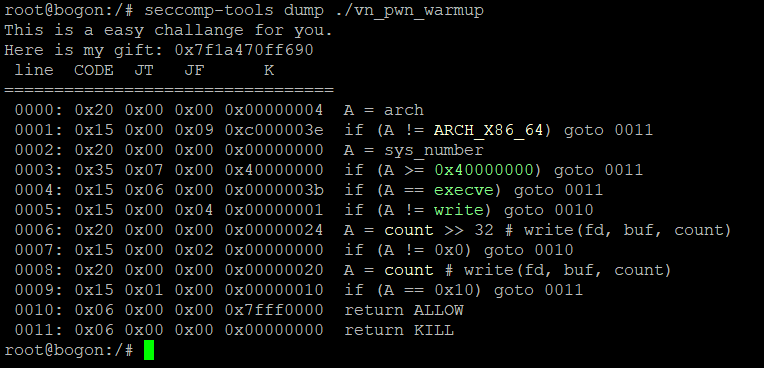 root@bogon:/# seccomp-tools dump ./vn_pwn_warmup
This is a easy challange for you.
Here is my gift: 0x7f1a470ff690
 line  CODE  JT   JF      K
=================================
 0000: 0x20 0x00 0x00 0x00000004  A = arch
 0001: 0x15 0x00 0x09 0xc000003e  if (A != ARCH_X86_64) goto 0011
 0002: 0x20 0x00 0x00 0x00000000  A = sys_number
 0003: 0x35 0x07 0x00 0x40000000  if (A >= 0x40000000) goto 0011
 0004: 0x15 0x06 0x00 0x0000003b  if (A == execve) goto 0011
 0005: 0x15 0x00 0x04 0x00000001  if (A != write) goto 0010
 0006: 0x20 0x00 0x00 0x00000024  A = count >> 32 # write(fd, buf, count)
 0007: 0x15 0x00 0x02 0x00000000  if (A != 0x0) goto 0010
 0008: 0x20 0x00 0x00 0x00000020  A = count # write(fd, buf, count)
 0009: 0x15 0x01 0x00 0x00000010  if (A == 0x10) goto 0011
 0010: 0x06 0x00 0x00 0x7fff0000  return ALLOW
 0011: 0x06 0x00 0x00 0x00000000  return KILL
root@bogon:/#